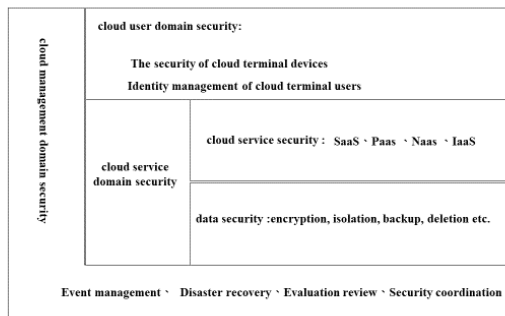 cloud management domain security
cloud user domain security:
The security of cloud terminal devices
Identity management of cloud terminal users
cloud service
domain security
cloud service security : SaaS、Paas 、Naas 、IaaS
data security :encryption, isolation, backup, deletion etc.
Event management、 Disaster recovery、Evaluation review、Security coordination